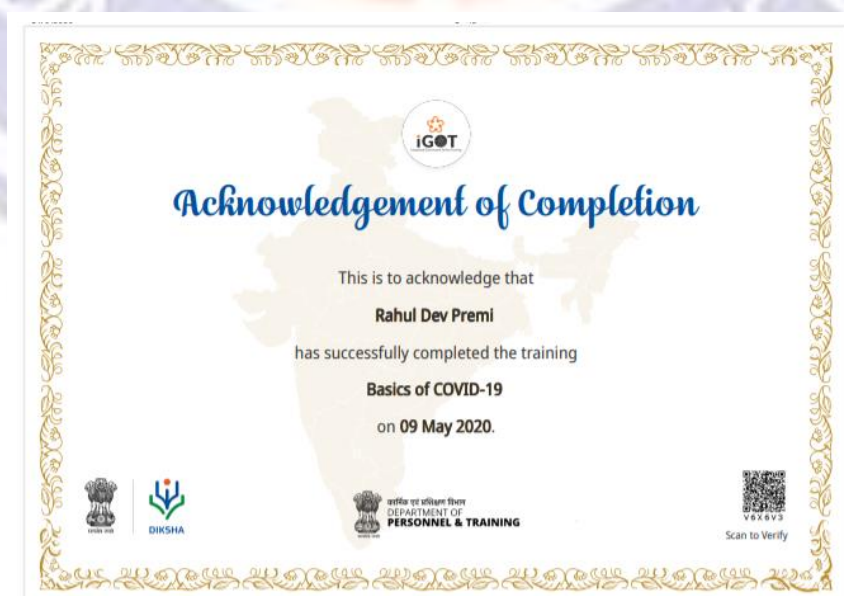 iGOT
Acknowledgement of Completion
This is to acknowledge that
Rahul Dev Premi
has successfully completed the training
Basics of COVID-19
on 09 May 2020.
DIKSHA
कार्मिक एवं प्रशिक्षण विभाग
DEPARTMENT OF
PERSONNEL & TRAINING
V6X6V3
Scan to Verify